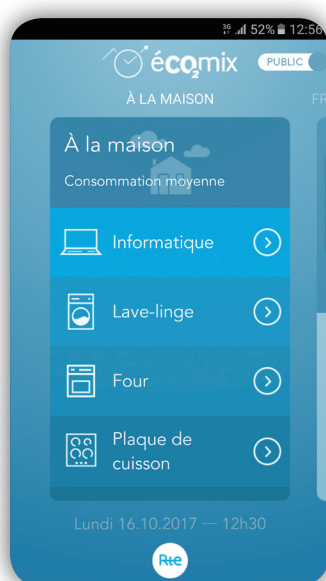 3G 52% 12:56
éCO2mix PUBLIC
À LA MAISON FR
À la maison
Consommation moyenne
Informatique
Lave-linge
Four
Plaque de
cuisson
Lundi 16.10.2017 — 12h30
Rte